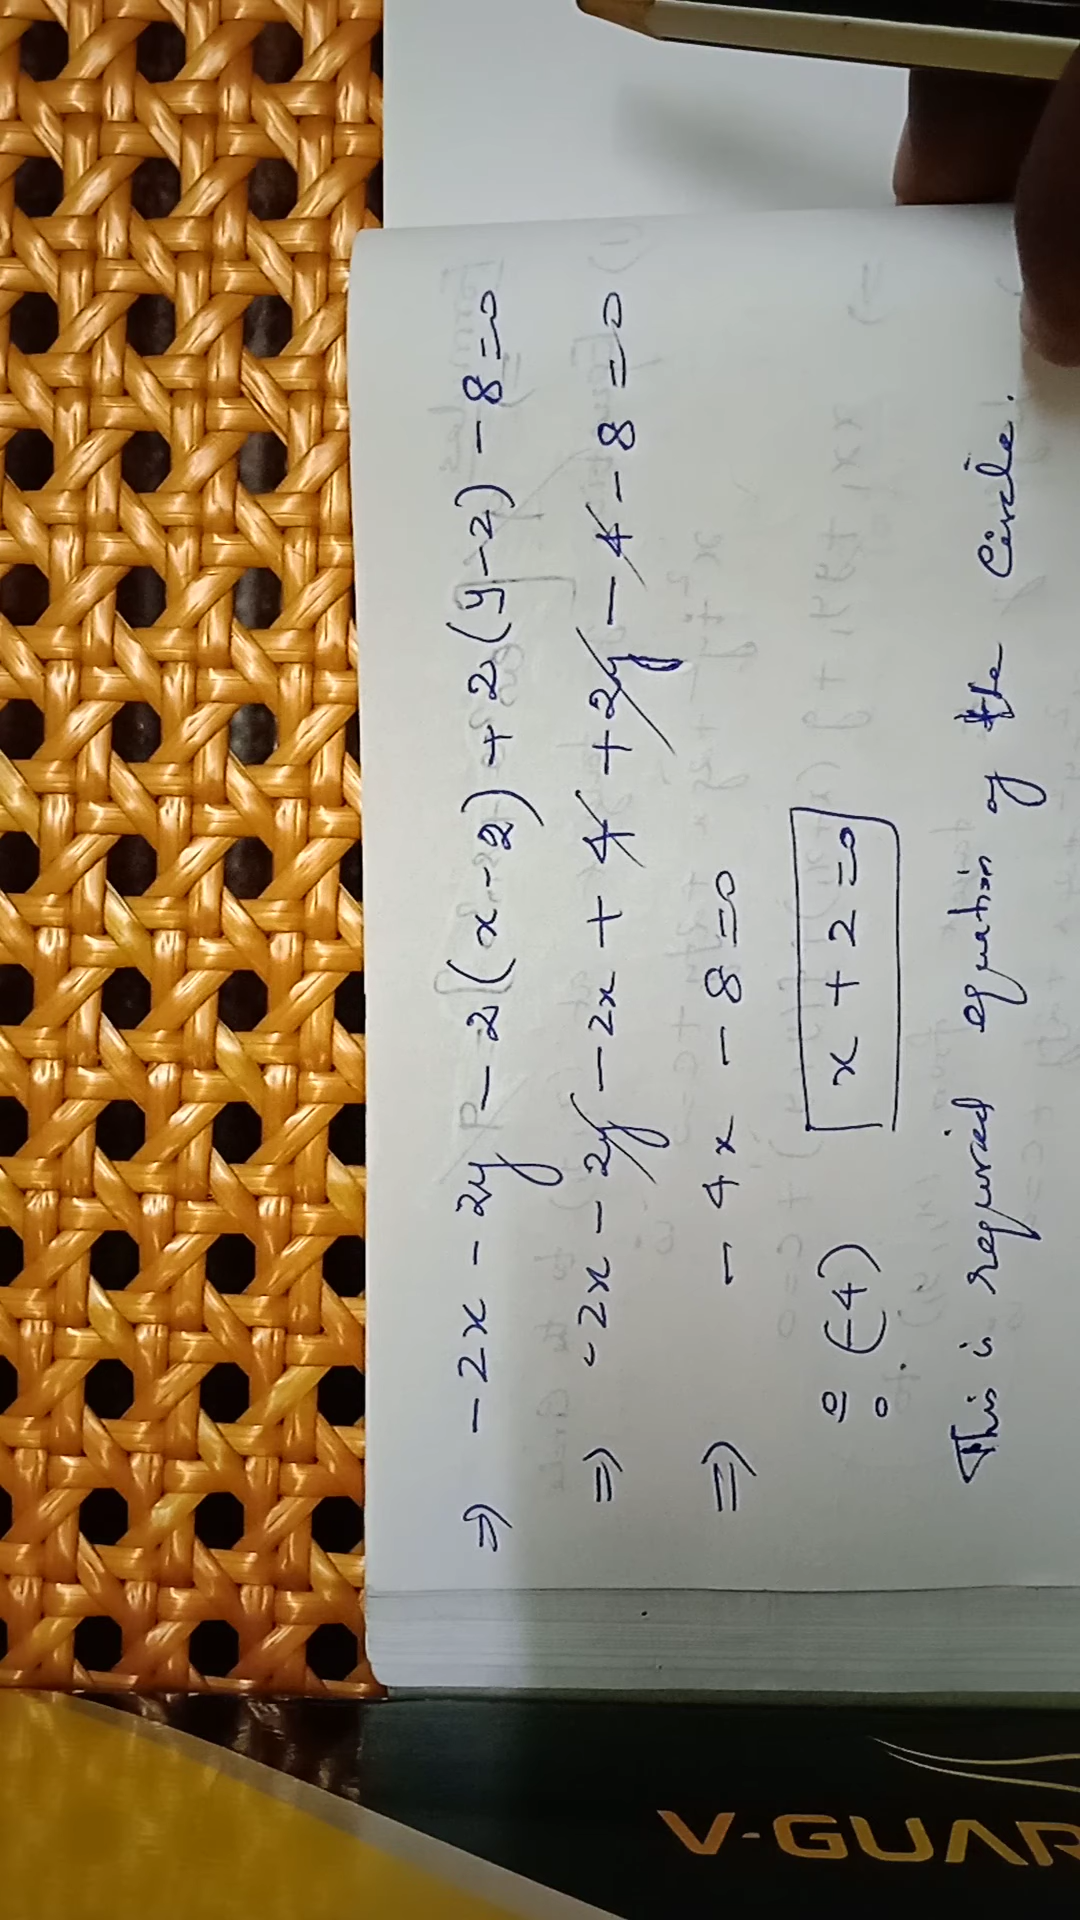 ⇒ -2x - 2y - 2(x-2) + 2(y-2) - 8 = 0
⇒ -2x - 2y - 2x + 4 + 2y - 4 - 8 = 0
⇒ - 4x - 8 = 0
÷ (-4) x + 2 = 0
This is requried equation of the Circle.
V-GUAR